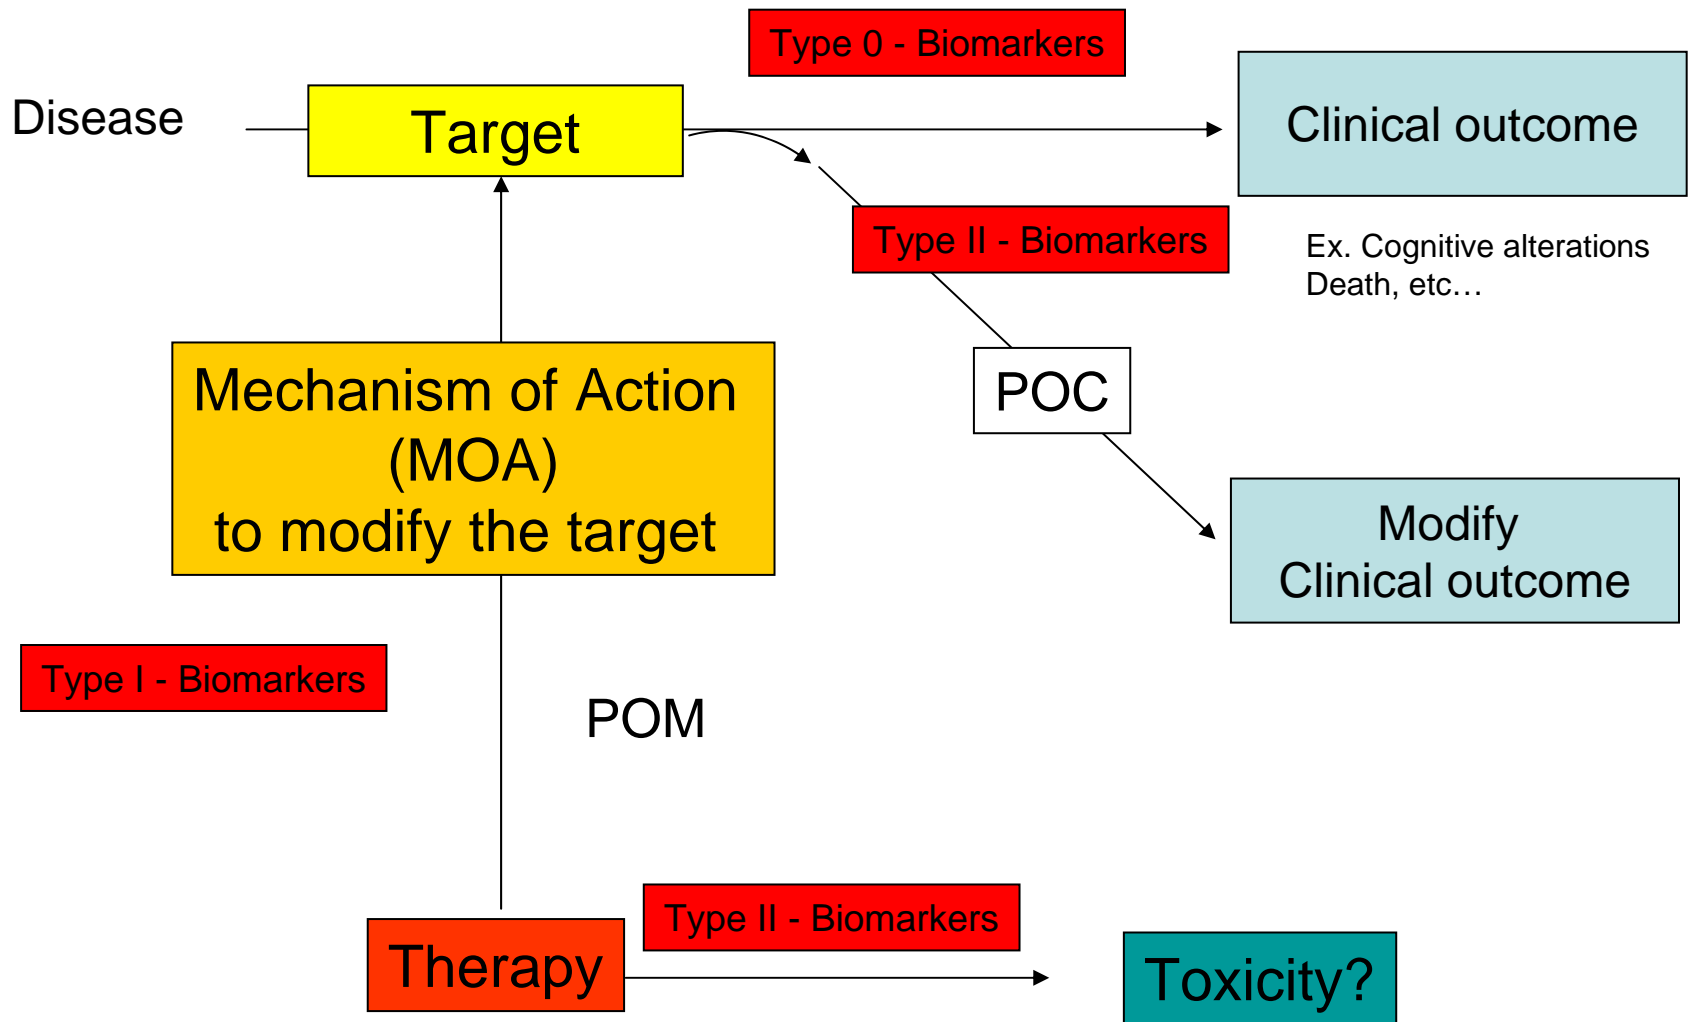 Type 0 - Biomarkers
Disease
Target
Clinical outcome
Type II - Biomarkers
Ex. Cognitive alterations
Death, etc…
Mechanism of Action
(MOA)
to modify the target
POC
Modify
Clinical outcome
Type I - Biomarkers
POM
Type II - Biomarkers
Therapy
Toxicity?